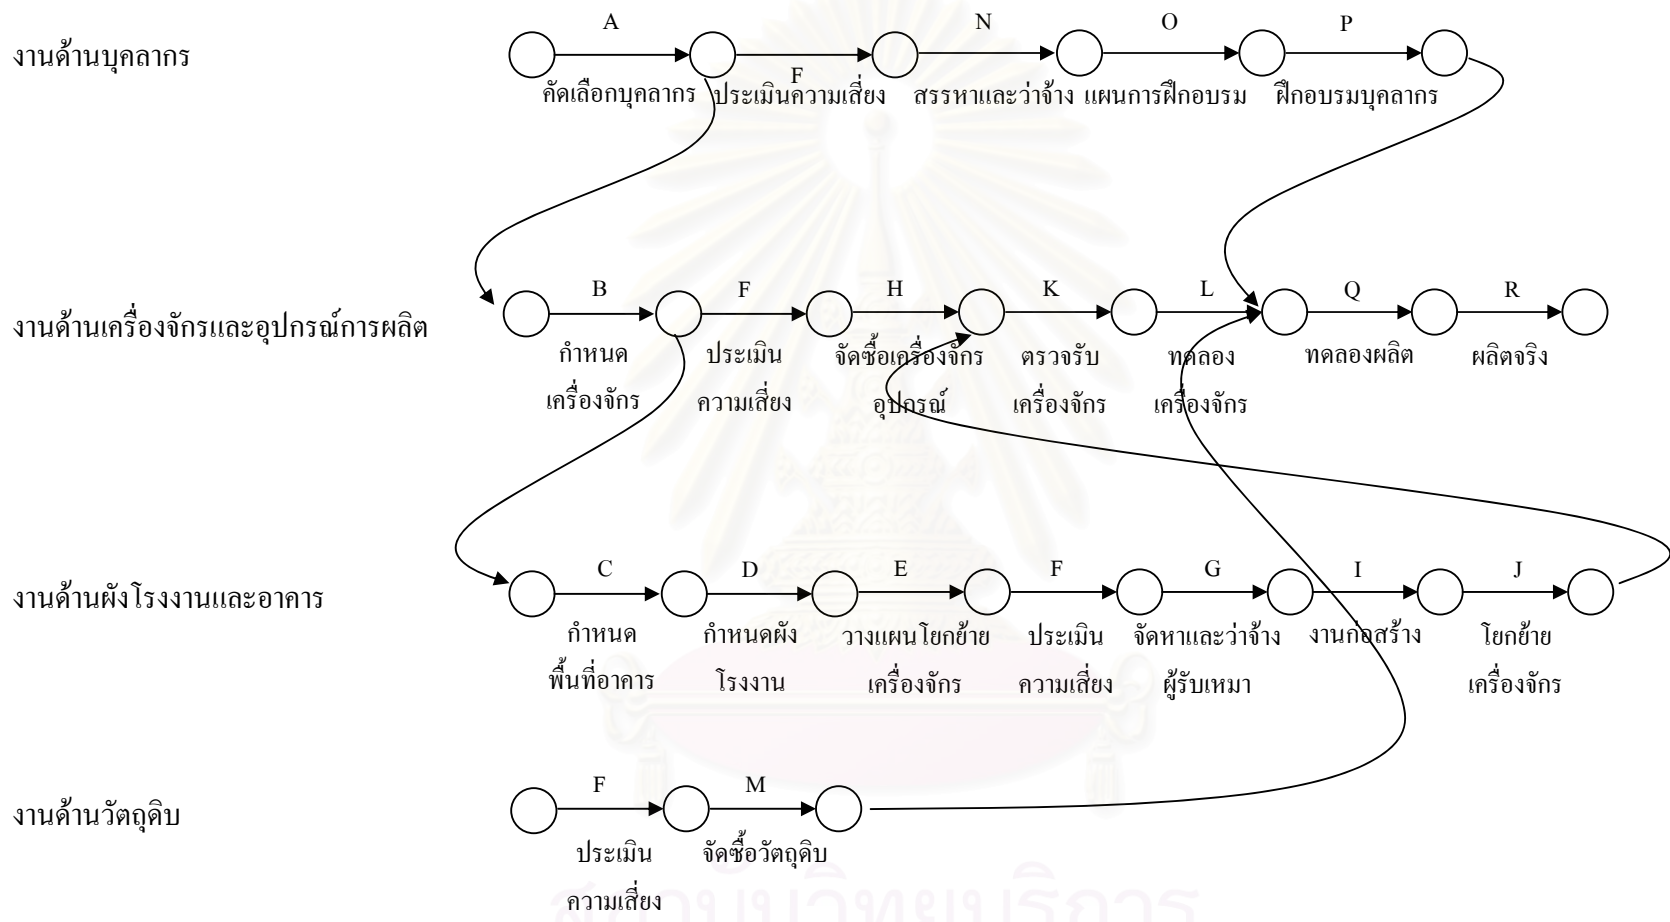 A N O P
งานด้านบุคลากร
F
คัดเลือกบุคลากร ประเมินความเสี่ยง สรรหาและว่าจ้าง แผนการฝึกอบรม ฝึกอบรมบุคลากร
B F H K L Q R
งานด้านเครื่องจักรและอุปกรณ์การผลิต
กำหนด ประเมิน จัดซื้อเครื่องจักร ตรวจรับ ทดลอง ทดลองผลิต ผลิตจริง
เครื่องจักร ความเสี่ยง อุปกรณ์ เครื่องจักร เครื่องจักร
C D E F G I J
งานด้านผังโรงงานและอาคาร
กำหนด กำหนดผัง วางแผนโยกย้าย ประเมิน จัดหาและว่าจ้าง งานก่อสร้าง โยกย้าย
พื้นที่อาคาร โรงงาน เครื่องจักร ความเสี่ยง ผู้รับเหมา เครื่องจักร
F M
งานด้านวัตถุดิบ
ประเมิน จัดซื้อวัตถุดิบ
ความเสี่ยง
สถาบันวิทยบริการ